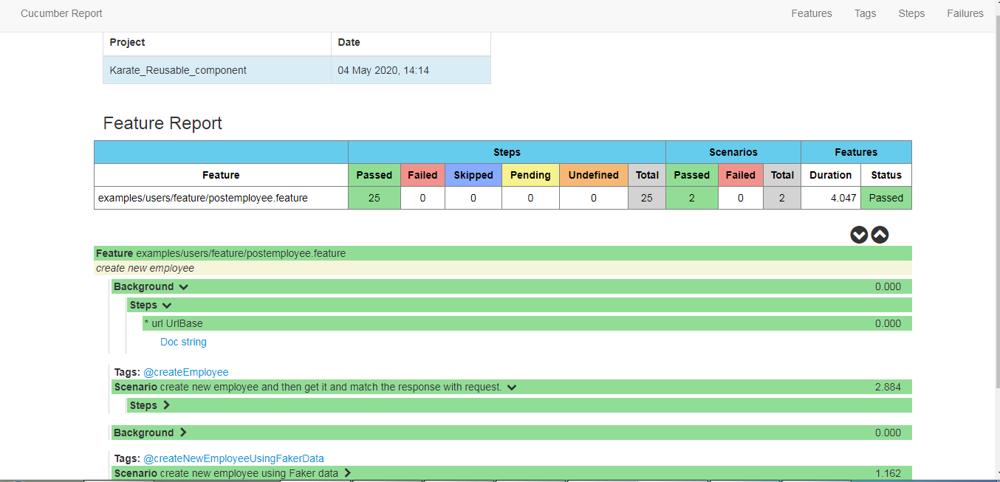 Cucumber Report Features Tags Steps Failures
Project Date
Karate_Reusable_component 04 May 2020, 14:14
Feature Report
Steps Scenarios Features
Feature Passed Failed Skipped Pending Undefined Total Passed Failed Total Duration Status
examples/users/feature/postemployee.feature 25 0 0 0 0 25 2 0 2 4.047 Passed
Feature examples/users/feature/postemployee.feature
create new employee
Background 0.000
Steps
* url UrlBase 0.000
Doc string
Tags: @createEmployee
Scenario create new employee and then get it and match the response with request. 2.884
Steps
Background 0.000
Tags: @createNewEmployeeUsingFakerData
Scenario create new employee using Faker data 1.162